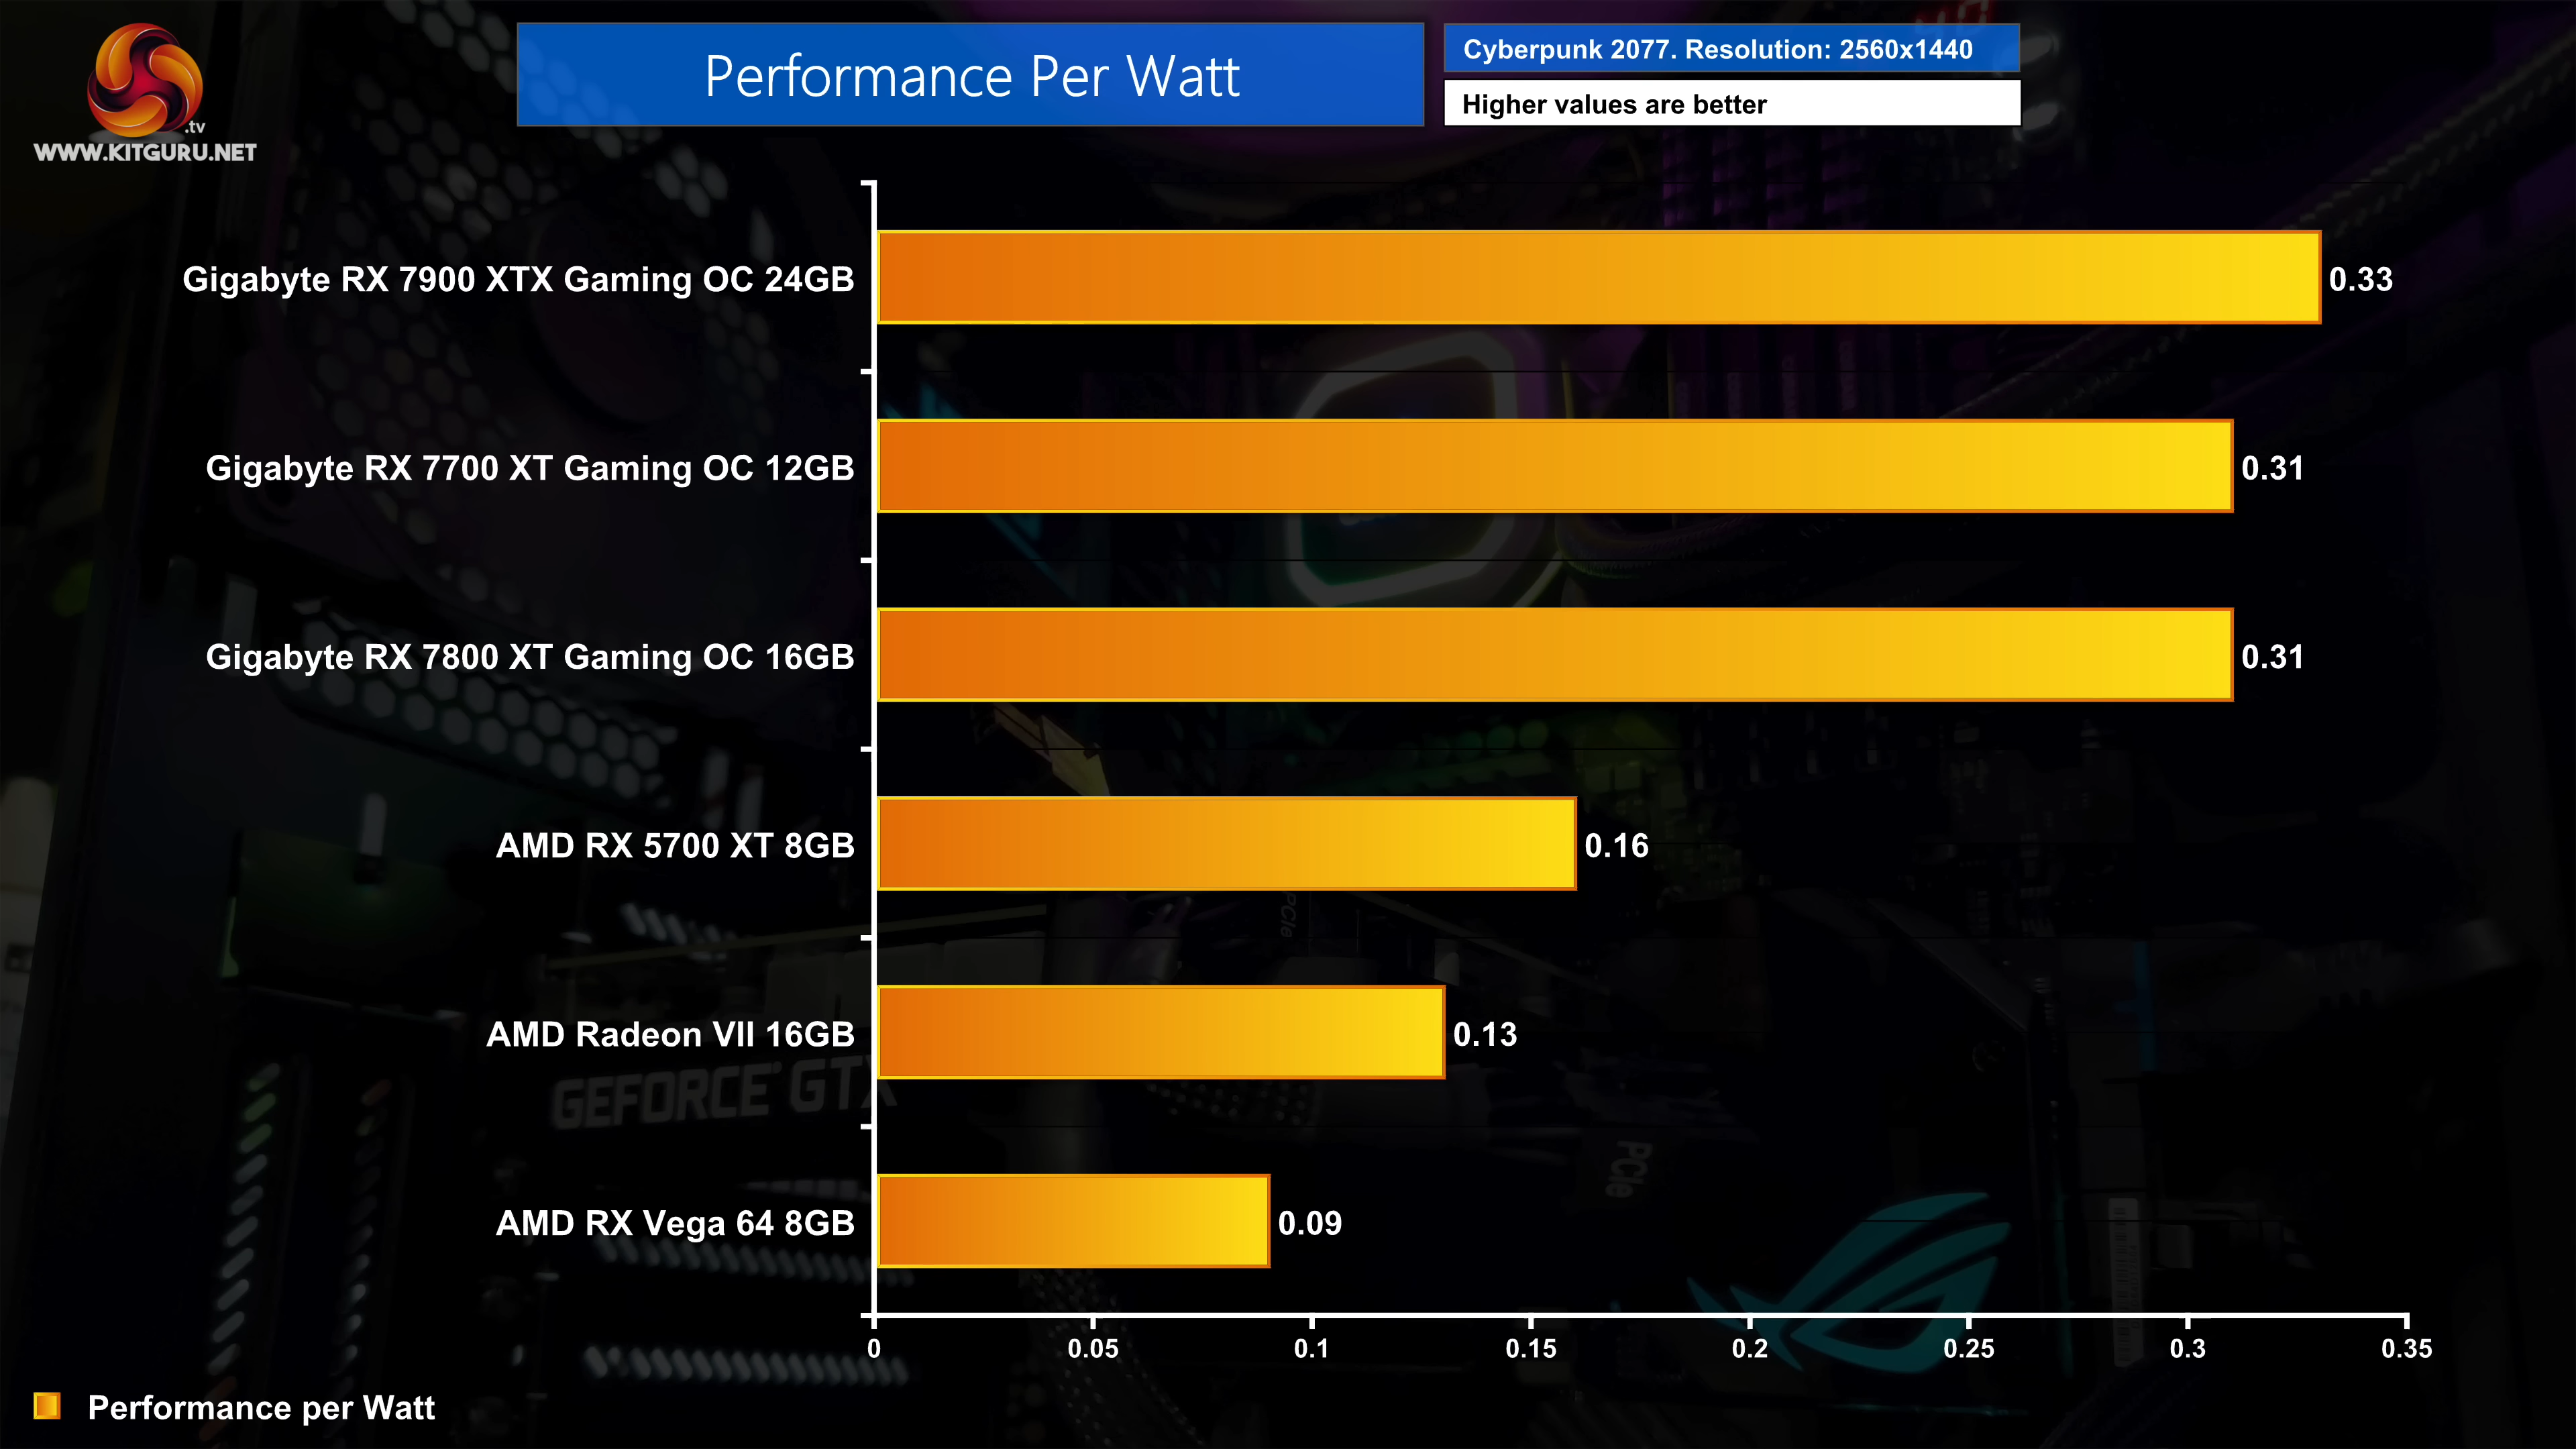 .tv
WWW.KITGURU.NET
Performance Per Watt
Cyberpunk 2077. Resolution: 2560x1440
Higher values are better
Gigabyte RX 7900 XTX Gaming OC 24GB
0.33
Gigabyte RX 7700 XT Gaming OC 12GB
0.31
Gigabyte RX 7800 XT Gaming OC 16GB
0.31
AMD RX 5700 XT 8GB
0.16
PCIe
AMD Radeon VII 16GB
0.13
GEFORCE GTX
PCIe
AMD RX Vega 64 8GB
0.09
0 0.05 0.1 0.15 0.2 0.25 0.3 0.35
Performance per Watt